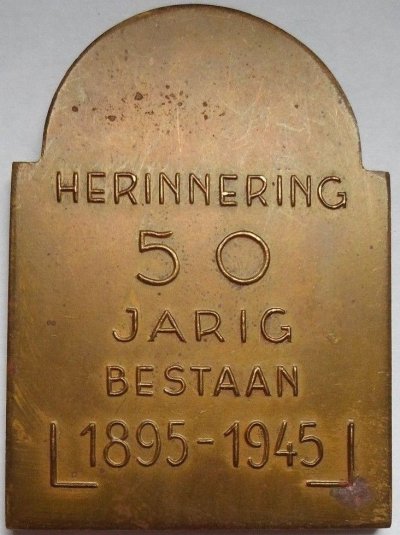 HERINNERING
50
JARIG
BESTAAN
1895-1945